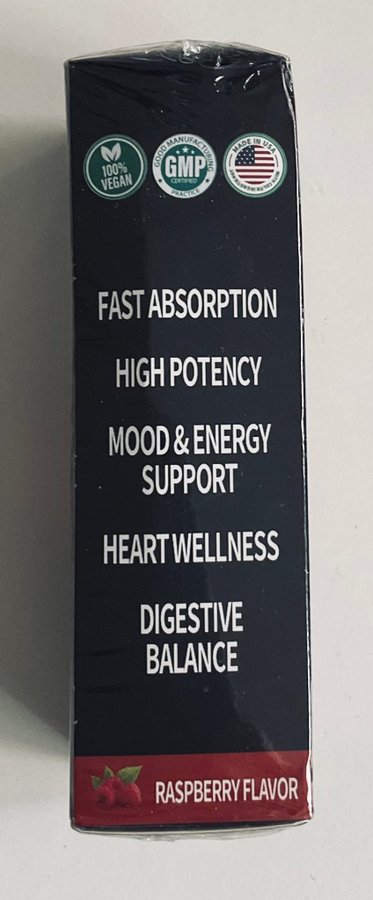 100%
VEGAN
GOOD MANUFACTURING
GMP
CERTIFIED
PRACTICE
MADE IN USA
FAST ABSORPTION
HIGH POTENCY
MOOD & ENERGY
SUPPORT
HEART WELLNESS
DIGESTIVE
BALANCE
RASPBERRY FLAVOR